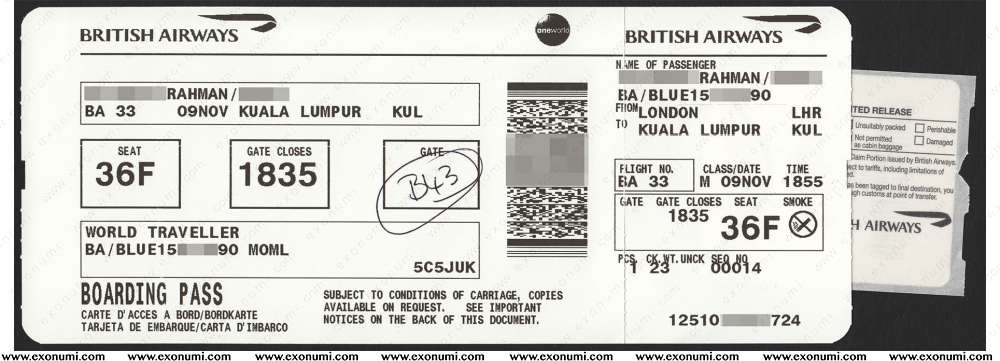 BRITISH AIRWAYS
oneworld
RAHMAN/
BA 33 09NOV KUALA LUMPUR KUL
SEAT
36F
GATE CLOSES
1835
GATE
B43
WORLD TRAVELLER
BA/BLUE15 90 MOML
5C5JUK
BOARDING PASS
CARTE D'ACCES A BORD/BORDKARTE
TARJETA DE EMBARQUE/CARTA D'IMBARCO
SUBJECT TO CONDITIONS OF CARRIAGE, COPIES
AVAILABLE ON REQUEST. SEE IMPORTANT
NOTICES ON THE BACK OF THIS DOCUMENT.
BRITISH AIRWAYS
NAME OF PASSENGER
RAHMAN/
BA/BLUE15 90
FROM LONDON LHR
TO KUALA LUMPUR KUL
FLIGHT NO. CLASS/DATE TIME
BA 33 M 09NOV 1855
GATE GATE CLOSES SEAT SMOKE
1835 36F
PCS. CK.WT.UNCK SEQ NO
1 23 00014
12510 724
ITED RELEASE
Unsuitably packed Perishable
Not permitted as cabin baggage Damaged
Claim Portion issued by British Airways.
ect to tariffs, including limitations of
as been tagged to final destination, you
gh customs at point of transfer.
H AIRWAYS
www.exonumi.com www.exonumi.com www.exonumi.com www.exonumi.com www.exonumi.com www.exonumi.com www.exonumi.com